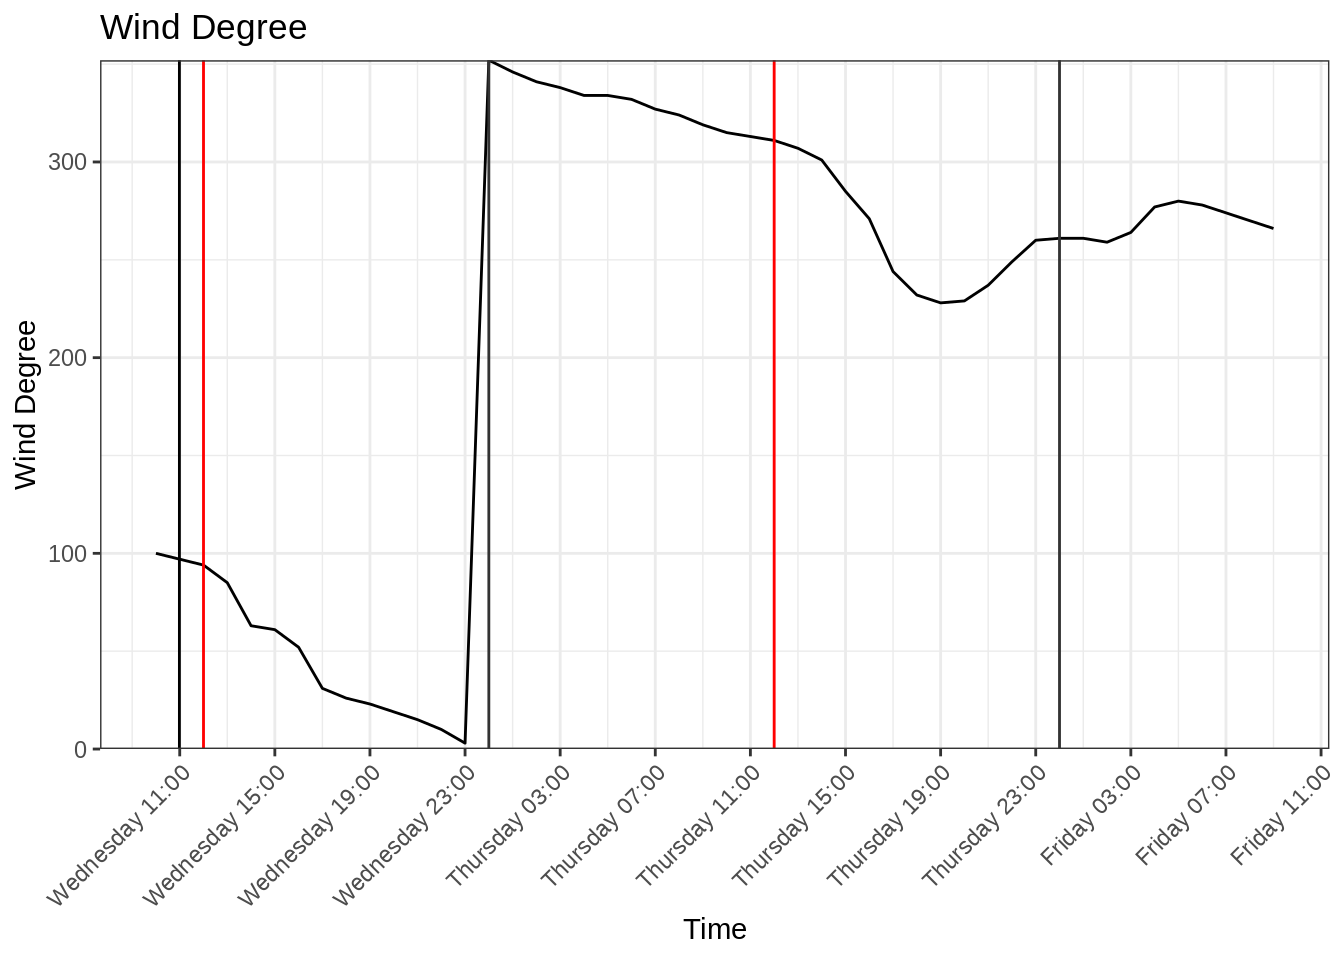 Wind Degree
Wind Degree
300
200
100
0
Wednesday 11:00
Wednesday 15:00
Wednesday 19:00
Wednesday 23:00
Thursday 03:00
Thursday 07:00
Thursday 11:00
Thursday 15:00
Thursday 19:00
Thursday 23:00
Friday 03:00
Friday 07:00
Friday 11:00
Time